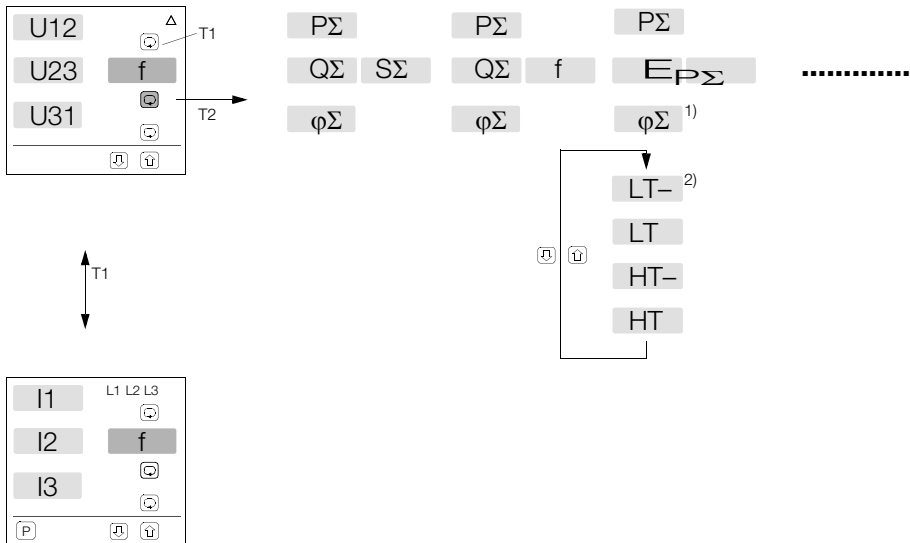 U12 Δ
T1
U23 f
U31
T2
PΣ
QΣ SΣ
φΣ
PΣ
QΣ f
φΣ
PΣ
EPΣ
φΣ 1)
LT– 2)
LT
HT–
HT
T1
I1 L1 L2 L3
I2 f
I3
P